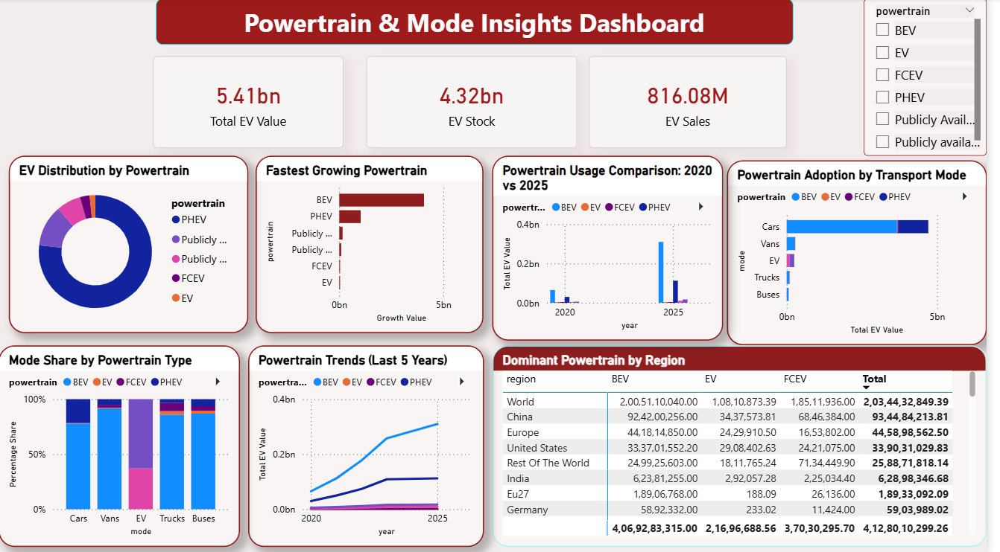 Powertrain & Mode Insights Dashboard
powertrain
BEV
EV
FCEV
PHEV
Publicly Avail...
Publicly availa...
5.41bn
Total EV Value
4.32bn
EV Stock
816.08M
EV Sales
EV Distribution by Powertrain
powertrain
PHEV
Publicly ...
Publicly ...
FCEV
EV
Fastest Growing Powertrain
powertrain
BEV
PHEV
Publicly ...
Publicly ...
FCEV
EV
0bn 5bn
Growth Value
Powertrain Usage Comparison: 2020
vs 2025
powertr... BEV EV FCEV PHEV
Total EV Value
0.4bn
0.2bn
0.0bn
2020 2025
year
Powertrain Adoption by Transport Mode
powertrain BEV EV FCEV PHEV
mode
Cars
Vans
EV
Trucks
Buses
0bn 5bn
Total EV Value
Mode Share by Powertrain Type
powertrain BEV EV FCEV PHEV
Percentage Share
100%
50%
0%
Cars Vans EV Trucks Buses
mode
Powertrain Trends (Last 5 Years)
powertra... BEV EV FCEV PHEV
Total EV Value
0.4bn
0.2bn
0.0bn
2020 2025
year
Dominant Powertrain by Region
region BEV EV FCEV Total
World 2,00,51,10,040.00 1,08,10,873.39 1,85,11,936.00 2,03,44,32,849.39
China 92,42,00,256.00 34,37,573.81 68,46,384.00 93,44,84,213.81
Europe 44,18,14,850.00 24,29,910.50 16,53,802.00 44,58,98,562.50
United States 33,37,01,552.20 29,08,402.63 24,21,075.00 33,90,31,029.83
Rest Of The World 24,99,25,603.00 18,11,765.24 71,34,449.90 25,88,71,818.14
India 6,23,81,255.00 2,92,057.28 2,25,034.40 6,28,98,346.68
Eu27 1,89,06,768.00 188.09 26,136.00 1,89,33,092.09
Germany 58,92,332.00 233.02 11,424.00 59,03,989.02
4,06,92,83,315.00 2,16,96,688.56 3,70,30,295.70 4,12,80,10,299.26